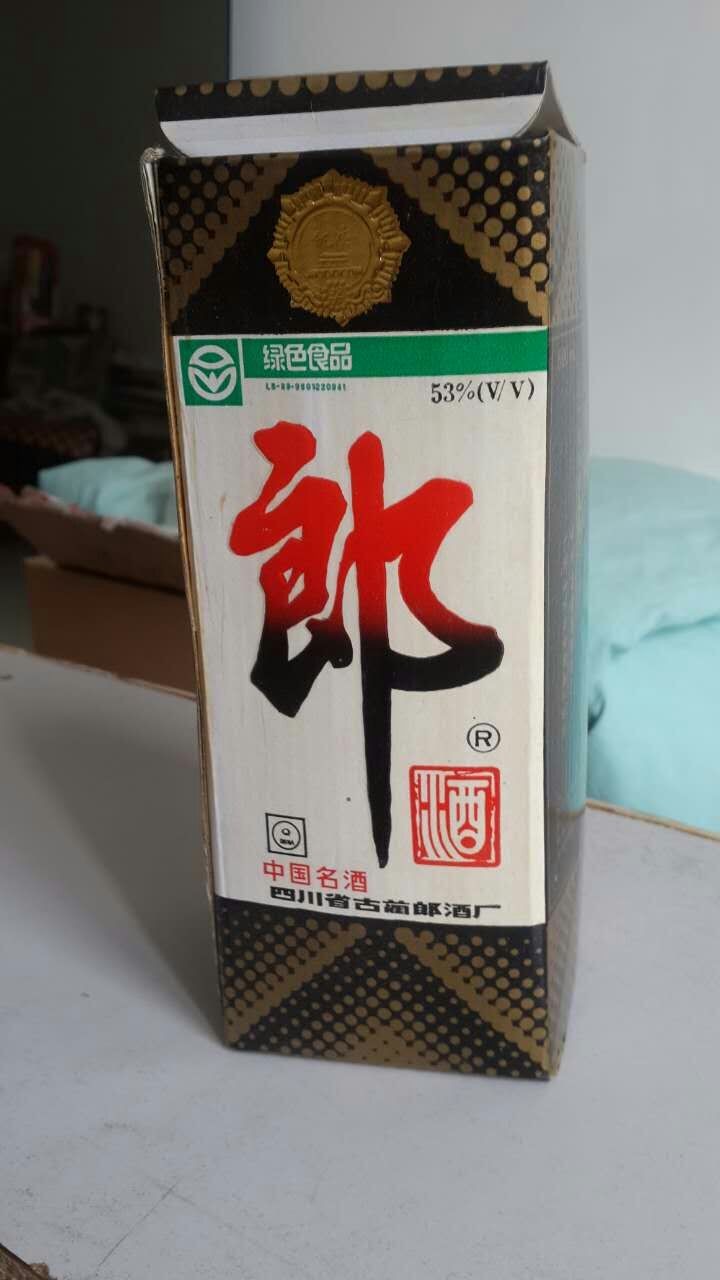 绿色食品
53%(V/V)
郎
®
酒
中国名酒
四川省古蔺郎酒厂